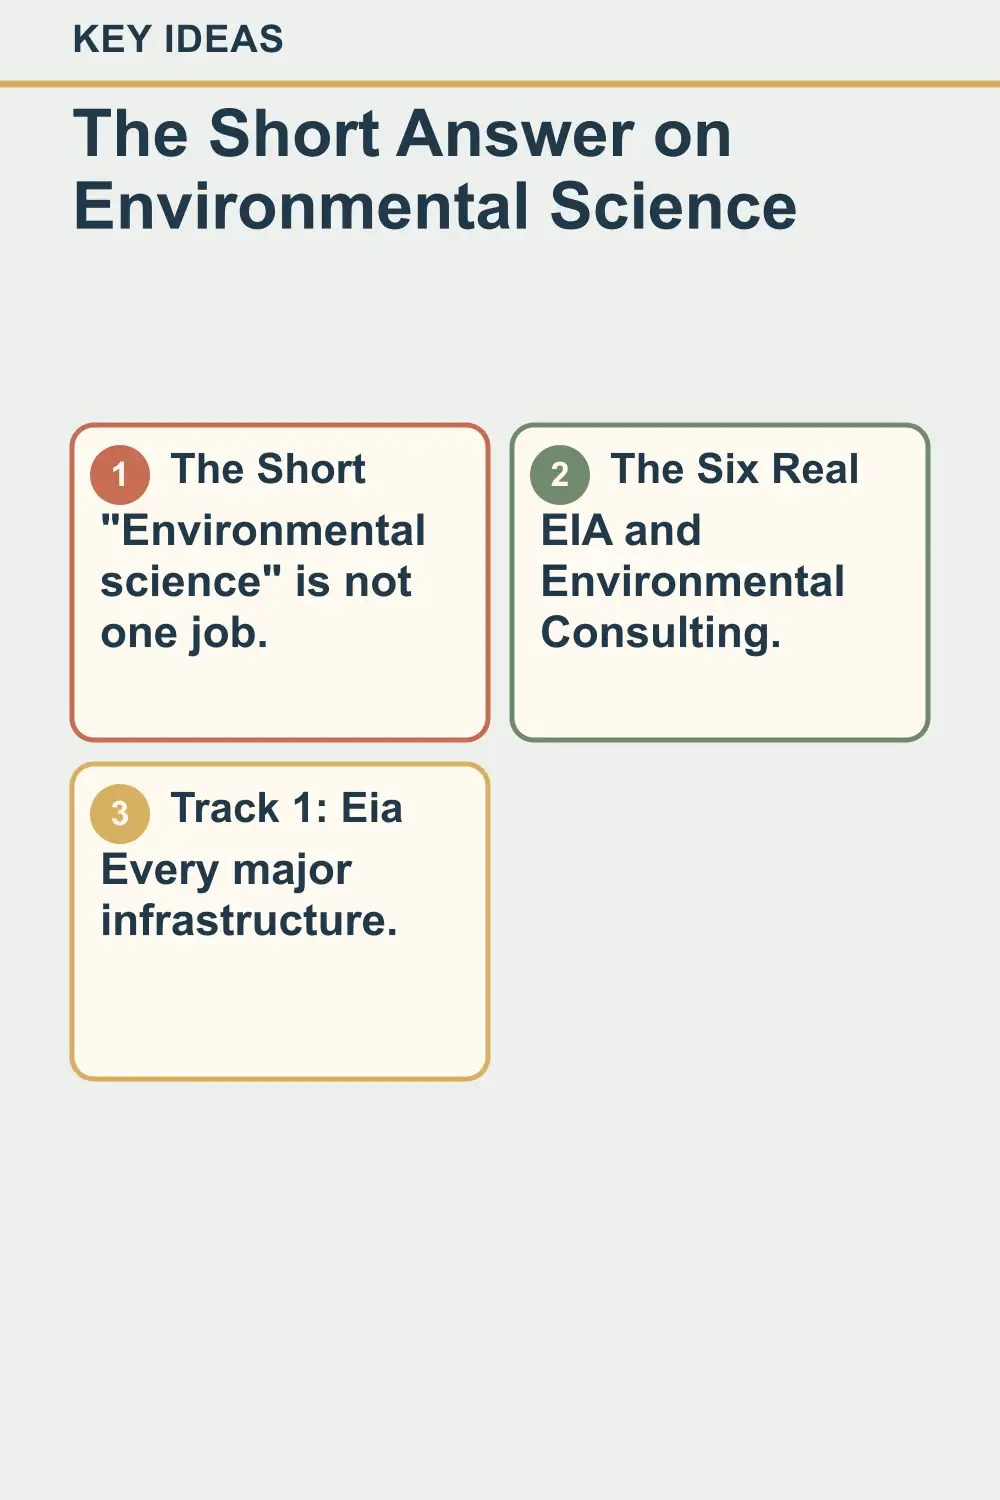 KEY IDEAS
The Short Answer on
Environmental Science
1 The Short
"Environmental
science" is not
one job.
2 The Six Real
EIA and
Environmental
Consulting.
3 Track 1: Eia
Every major
infrastructure.